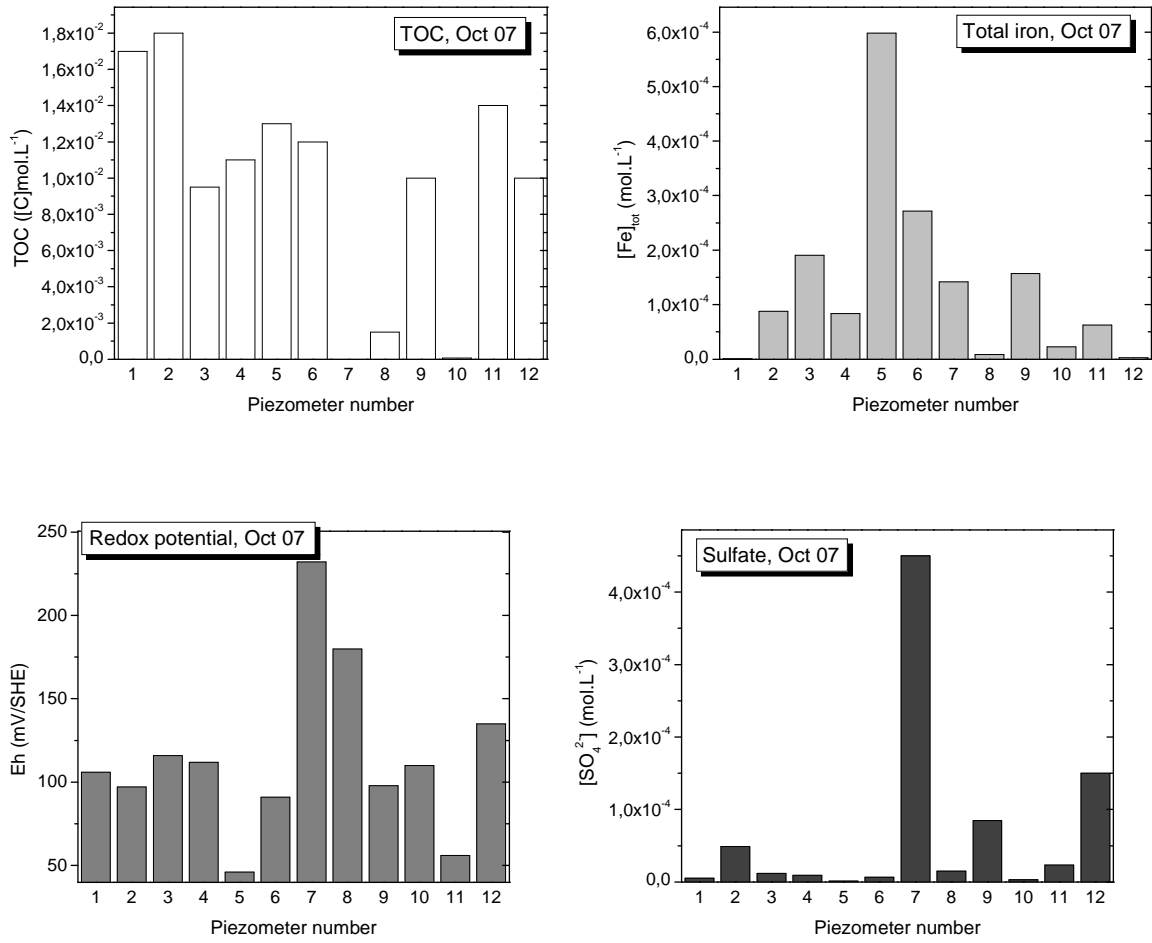 TOC, Oct 07
TOC ([C]mol.L⁻¹)
1,8x10⁻²
1,6x10⁻²
1,4x10⁻²
1,2x10⁻²
1,0x10⁻²
8,0x10⁻³
6,0x10⁻³
4,0x10⁻³
2,0x10⁻³
0,0
1 2 3 4 5 6 7 8 9 10 11 12
Piezometer number
Total iron, Oct 07
[Fe]tot (mol.L⁻¹)
6,0x10⁻⁴
5,0x10⁻⁴
4,0x10⁻⁴
3,0x10⁻⁴
2,0x10⁻⁴
1,0x10⁻⁴
0,0
1 2 3 4 5 6 7 8 9 10 11 12
Piezometer number
Redox potential, Oct 07
Eh (mV/SHE)
250
200
150
100
50
1 2 3 4 5 6 7 8 9 10 11 12
Piezometer number
Sulfate, Oct 07
[SO₄²] (mol.L⁻¹)
4,0x10⁻⁴
3,0x10⁻⁴
2,0x10⁻⁴
1,0x10⁻⁴
0,0
1 2 3 4 5 6 7 8 9 10 11 12
Piezometer number